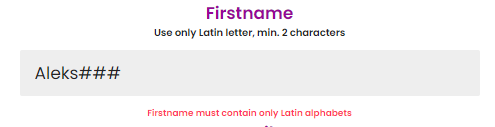 Firstname
Use only Latin letter, min. 2 characters
Aleks###
Firstname must contain only Latin alphabets